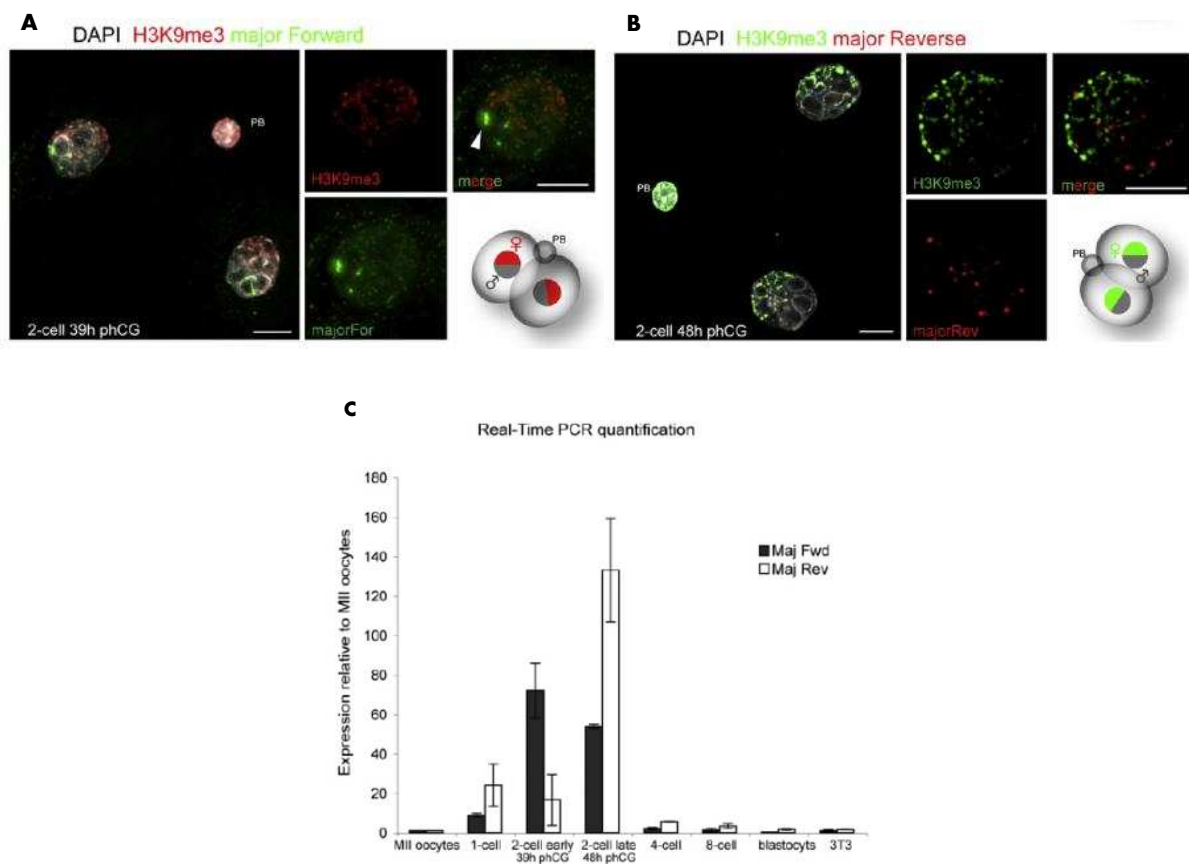 A
DAPI H3K9me3 major Forward
PB
2-cell 39h phCG
H3K9me3
merge
majorFor
♀
♂
PB
B
DAPI H3K9me3 major Reverse
PB
2-cell 48h phCG
H3K9me3
merge
majorRev
♀
♂
PB
C
Real-Time PCR quantification
Expression relative to MII oocytes
180
160
140
120
100
80
60
40
20
0
Maj Fwd
Maj Rev
MII oocytes
1-cell
2-cell early
39h phCG
2-cell late
48h phCG
4-cell
8-cell
blastocyts
3T3